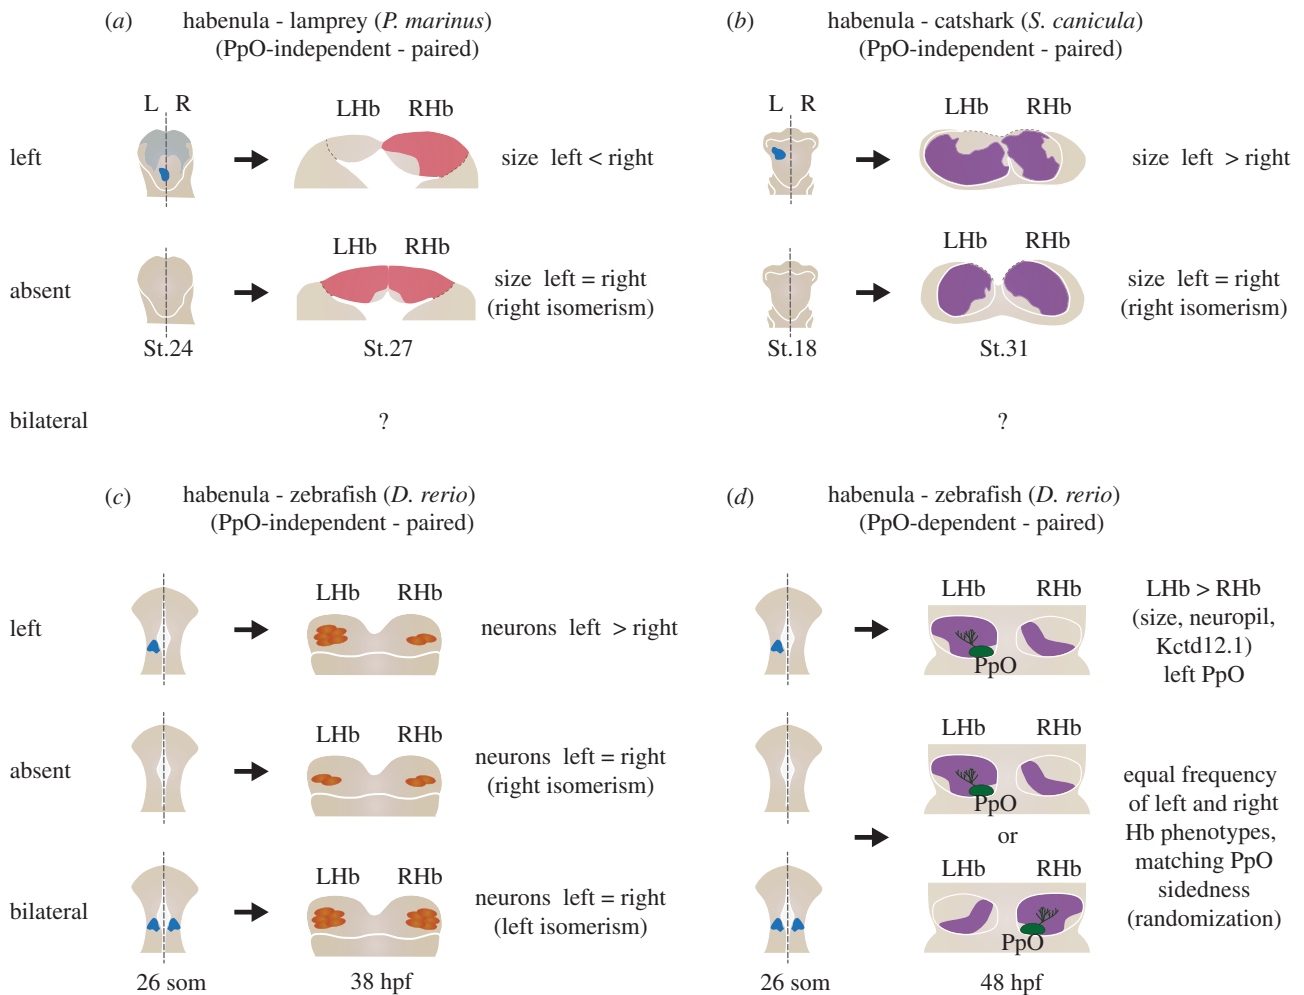 (a) habenula - lamprey (P. marinus)
(PpO-independent - paired)
L R
LHb RHb
left
size left < right
LHb RHb
absent
size left = right
(right isomerism)
St.24
St.27
bilateral
?
(b) habenula - catshark (S. canicula)
(PpO-independent - paired)
L R
LHb RHb
size left > right
LHb RHb
size left = right
(right isomerism)
St.18
St.31
?
(c) habenula - zebrafish (D. rerio)
(PpO-independent - paired)
LHb RHb
left
neurons left > right
LHb RHb
absent
neurons left = right
(right isomerism)
LHb RHb
bilateral
neurons left = right
(left isomerism)
26 som
38 hpf
(d) habenula - zebrafish (D. rerio)
(PpO-dependent - paired)
LHb RHb
PpO
LHb > RHb
(size, neuropil,
Kctd12.1)
left PpO
LHb RHb
PpO
or
LHb RHb
PpO
equal frequency
of left and right
Hb phenotypes,
matching PpO
sidedness
(randomization)
26 som
48 hpf